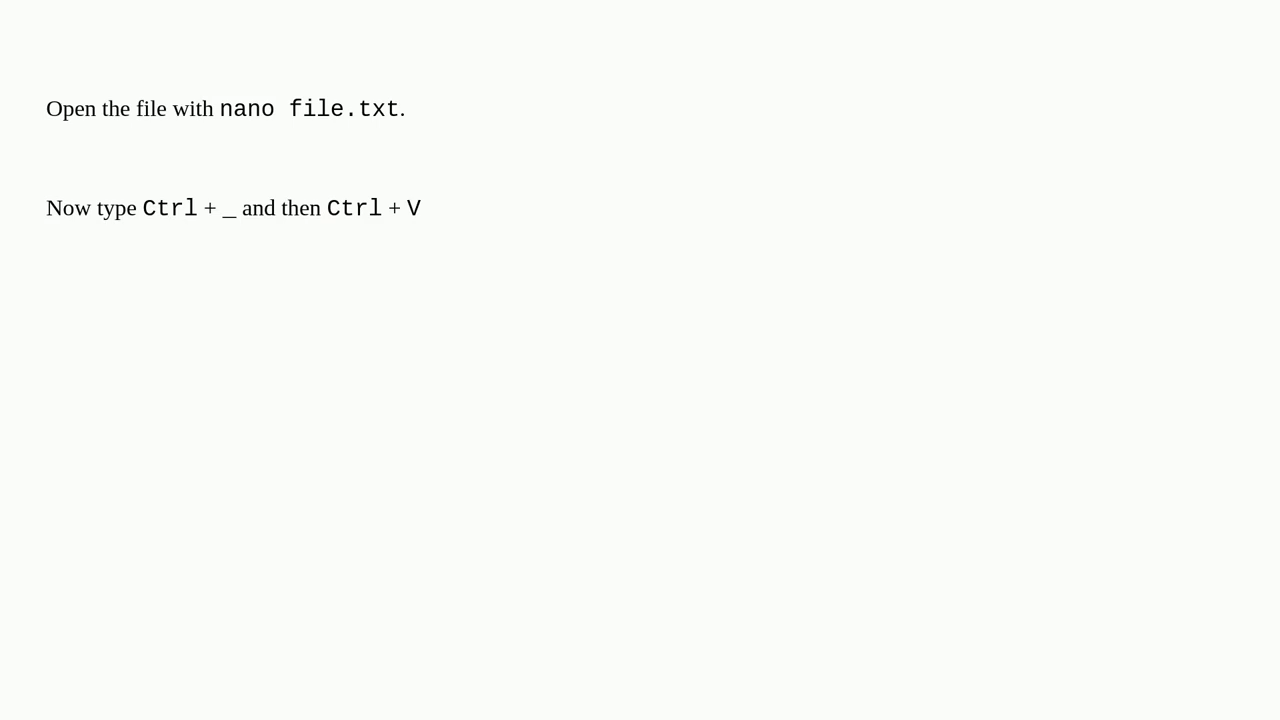 Open the file with nano file.txt.
Now type Ctrl + _ and then Ctrl + V